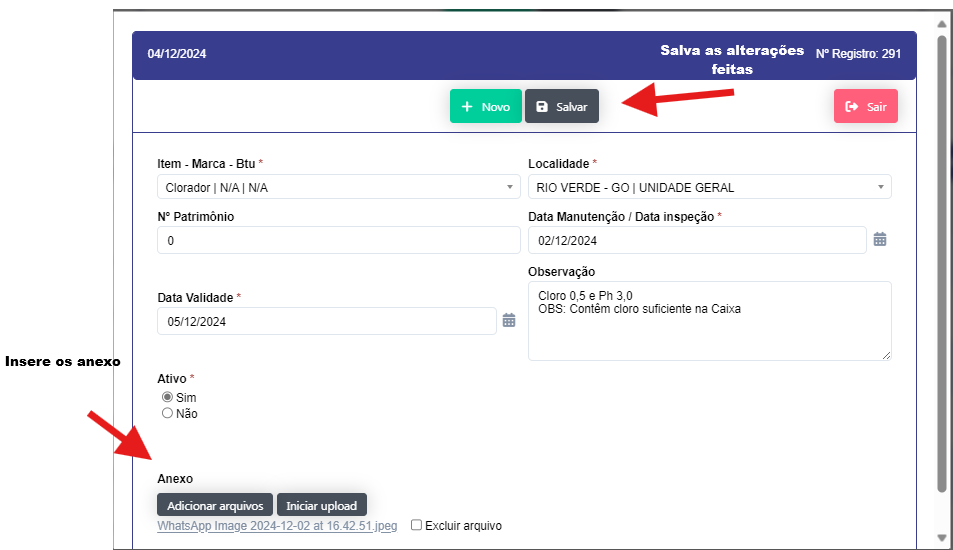 04/12/2024
Salva as alterações
feitas
Nº Registro: 291
+ Novo
Salvar
Sair
Item - Marca - Btu *
Localidade *
Clorador | N/A | N/A
RIO VERDE - GO | UNIDADE GERAL
Nº Patrimônio
Data Manutenção / Data inspeção *
0
02/12/2024
Observação
Data Validade *
Cloro 0,5 e Ph 3,0
OBS: Contêm cloro suficiente na Caixa
05/12/2024
Insere os anexo
Ativo *
Sim
Não
Anexo
Adicionar arquivos
Iniciar upload
WhatsApp Image 2024-12-02 at 16.42.51.jpeg
Excluir arquivo